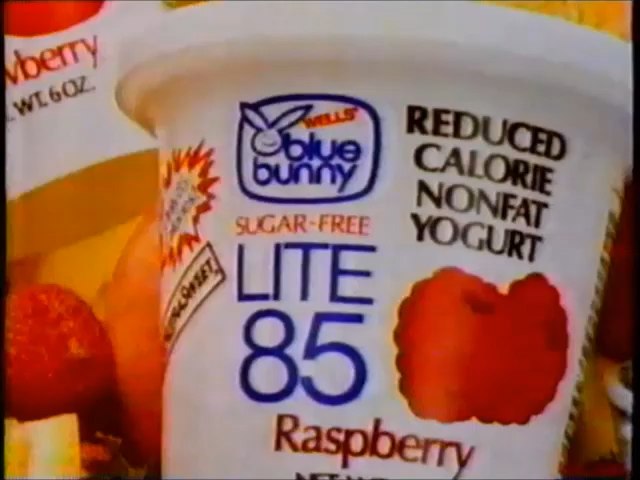 wberry
. WT. 6 OZ.
WELLS'
blue
bunny
REDUCED
CALORIE
NONFAT
YOGURT
SUGAR-FREE
LITE
85
Raspberry